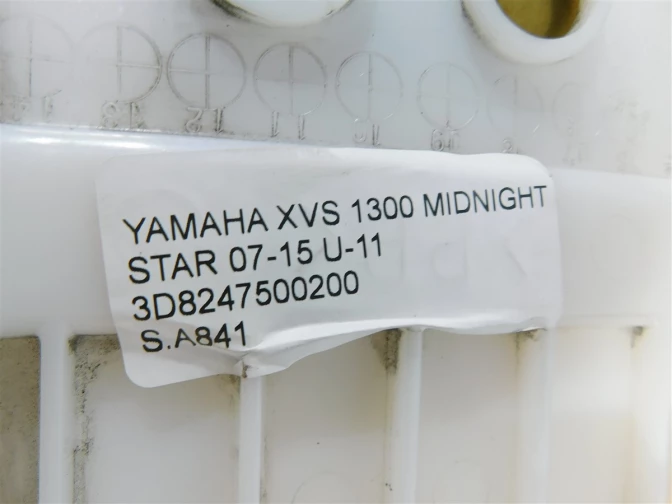 YAMAHA XVS 1300 MIDNIGHT
STAR 07-15 U-11
3D8247500200
S.A841